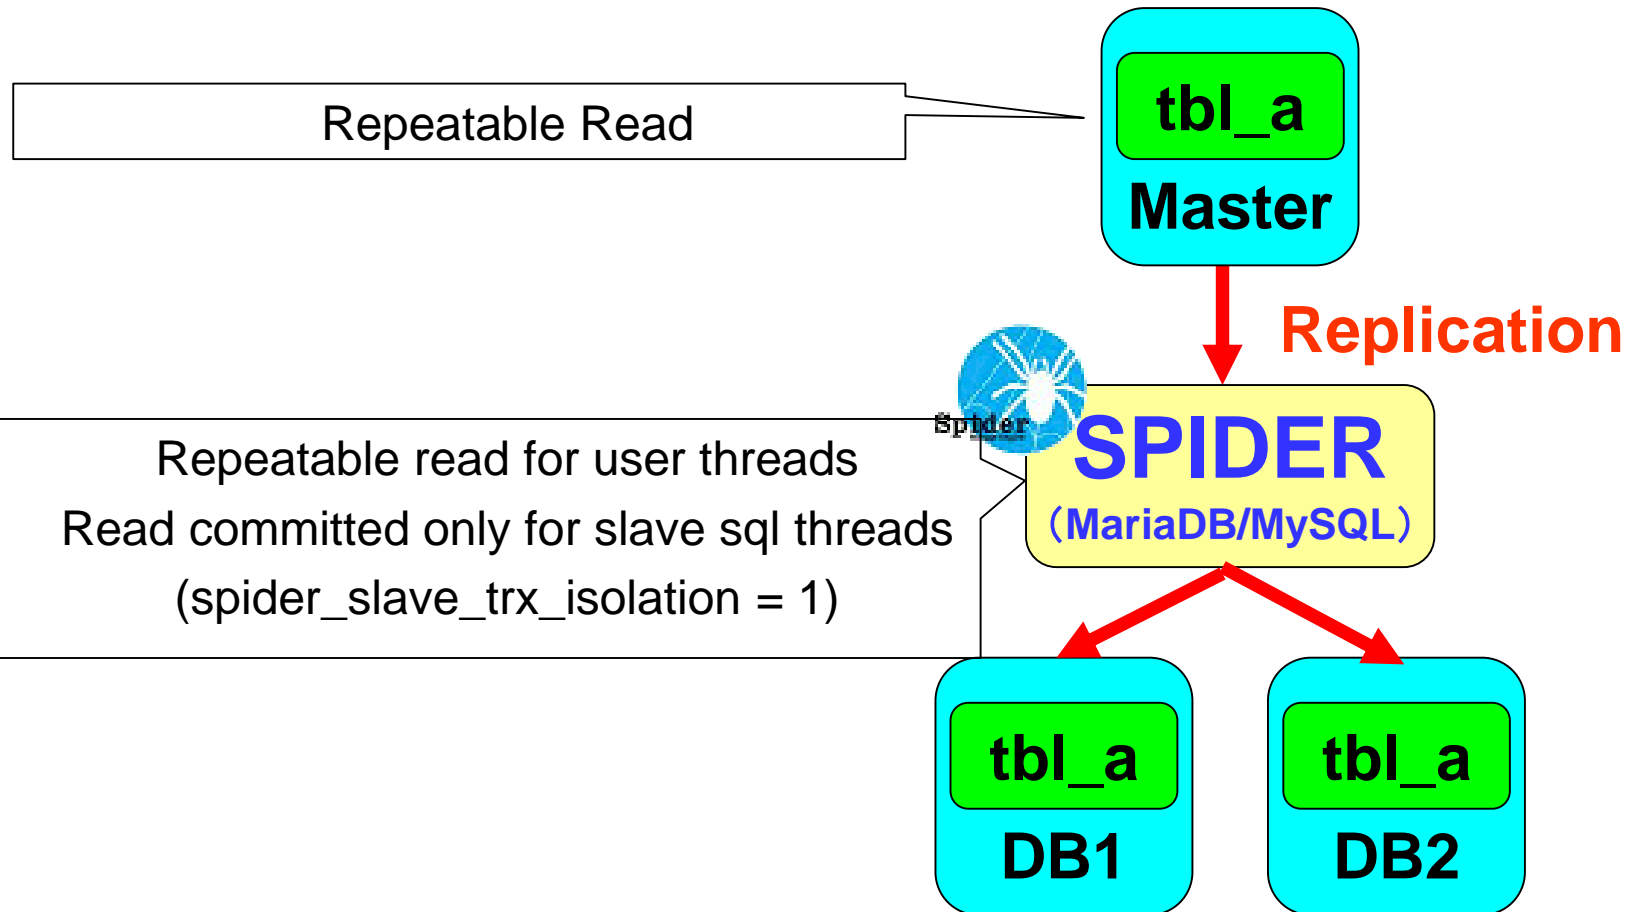 tbl_a
Repeatable Read
Master
Replication
Spider
SPIDER
（MariaDB/MySQL）
Repeatable read for user threads
Read committed only for slave sql threads
(spider_slave_trx_isolation = 1)
tbl_a
DB1
tbl_a
DB2